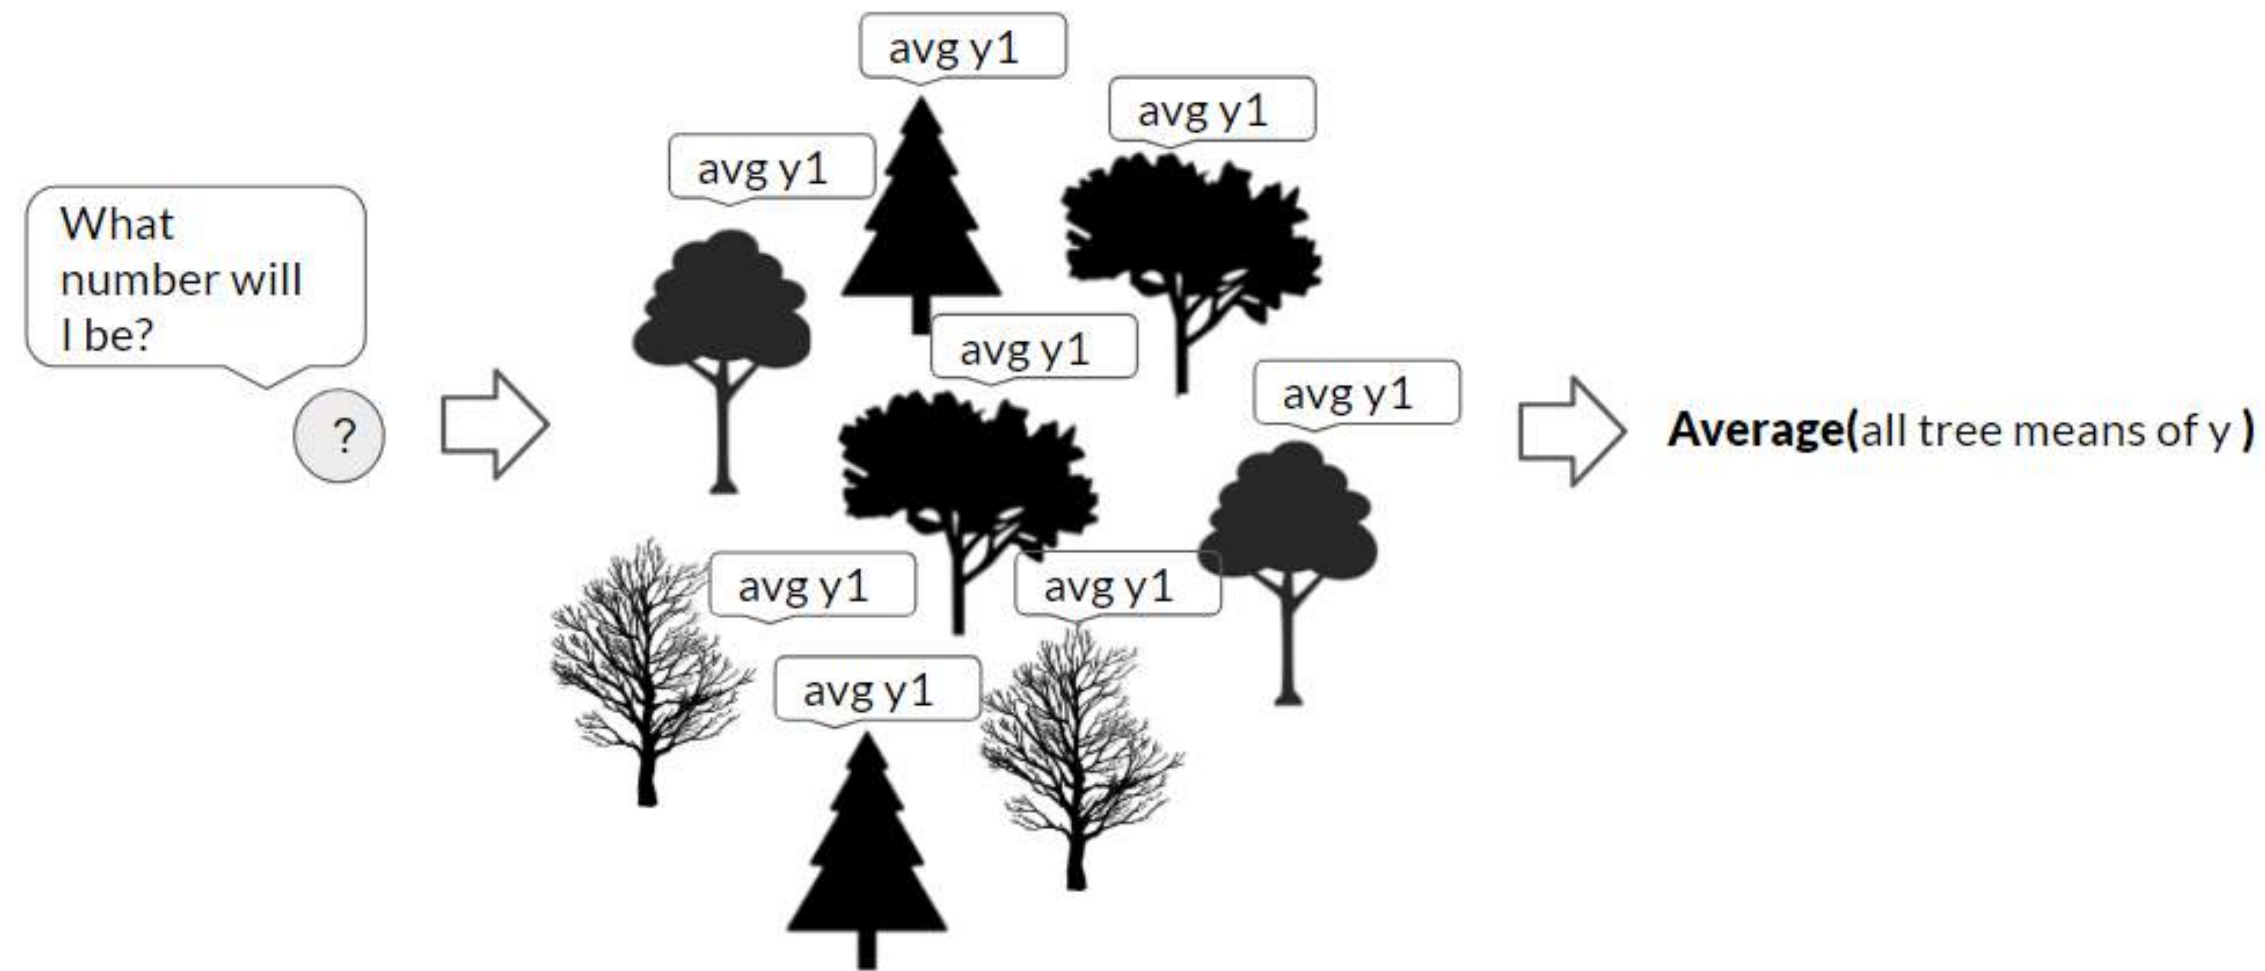 What
number will
I be?
?
avg y1
avg y1
avg y1
avg y1
avg y1
avg y1
avg y1
avg y1
Average(all tree means of y )